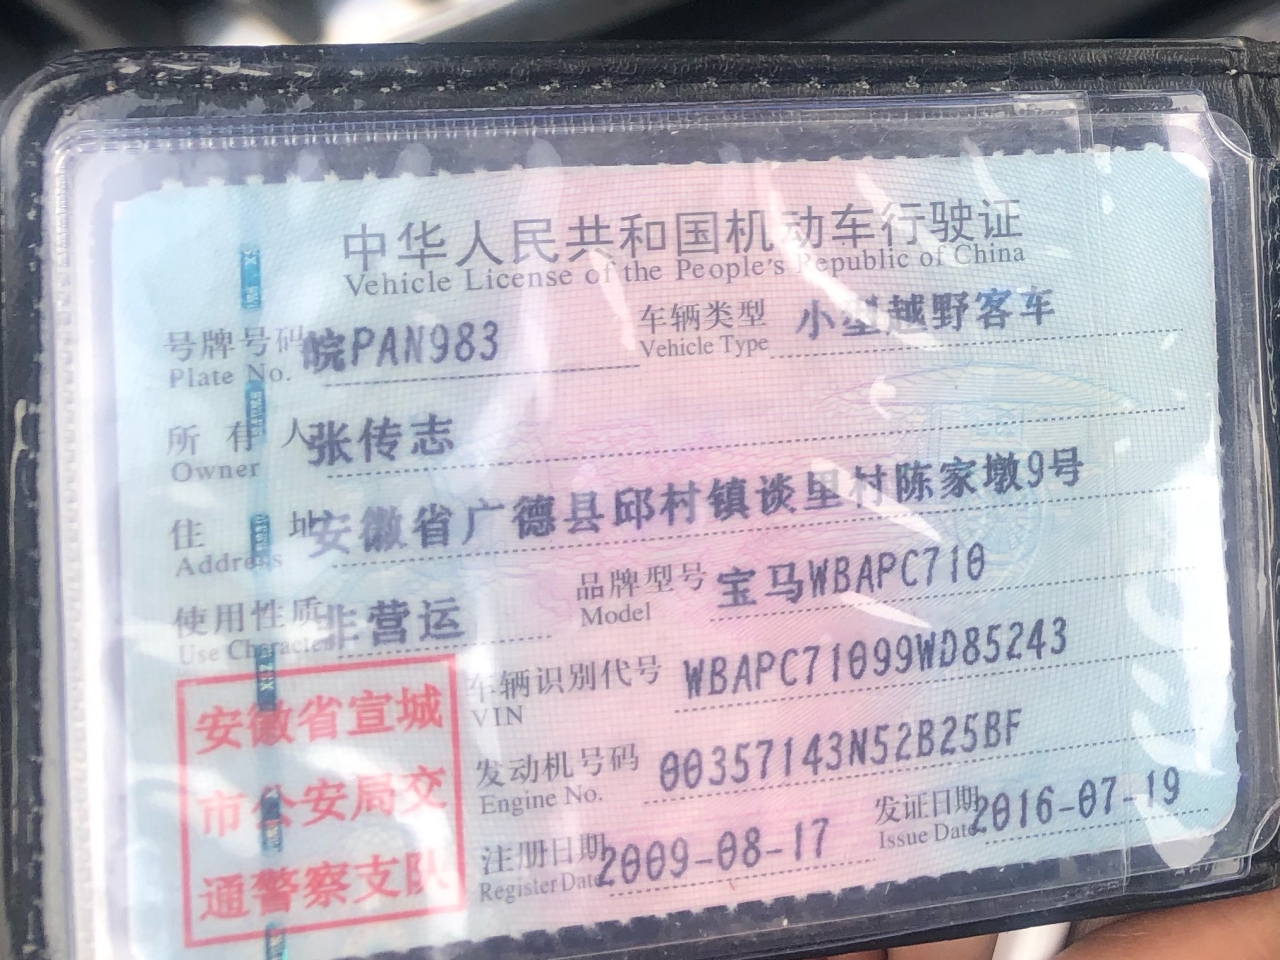 中华人民共和国机动车行驶证
Vehicle License of the People's Republic of China
号牌号码 皖PAN983 车辆类型 小型越野客车
Plate No. Vehicle Type
所有人 张传志
Owner
住址 安徽省广德县邱村镇谈里村陈家墩9号
Address
使用性质 非营运 品牌型号 宝马WBAPC710
Use Character Model
车辆识别代号 WBAPC71099WD85243
VIN
发动机号码 00357143N52B25BF
Engine No.
注册日期 2009-08-17 发证日期 2016-07-19
Register Date Issue Date
安徽省宣城
市公安局交
通警察支队